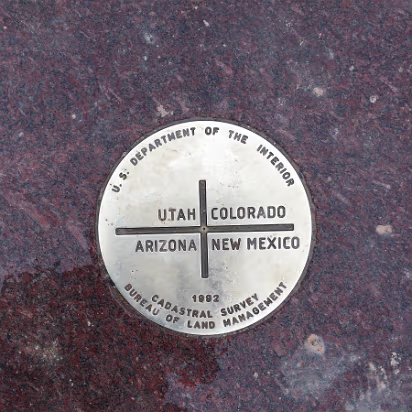 U. S. DEPARTMENT OF THE INTERIOR
UTAH COLORADO
ARIZONA NEW MEXICO
1992
CADASTRAL SURVEY
BUREAU OF LAND MANAGEMENT